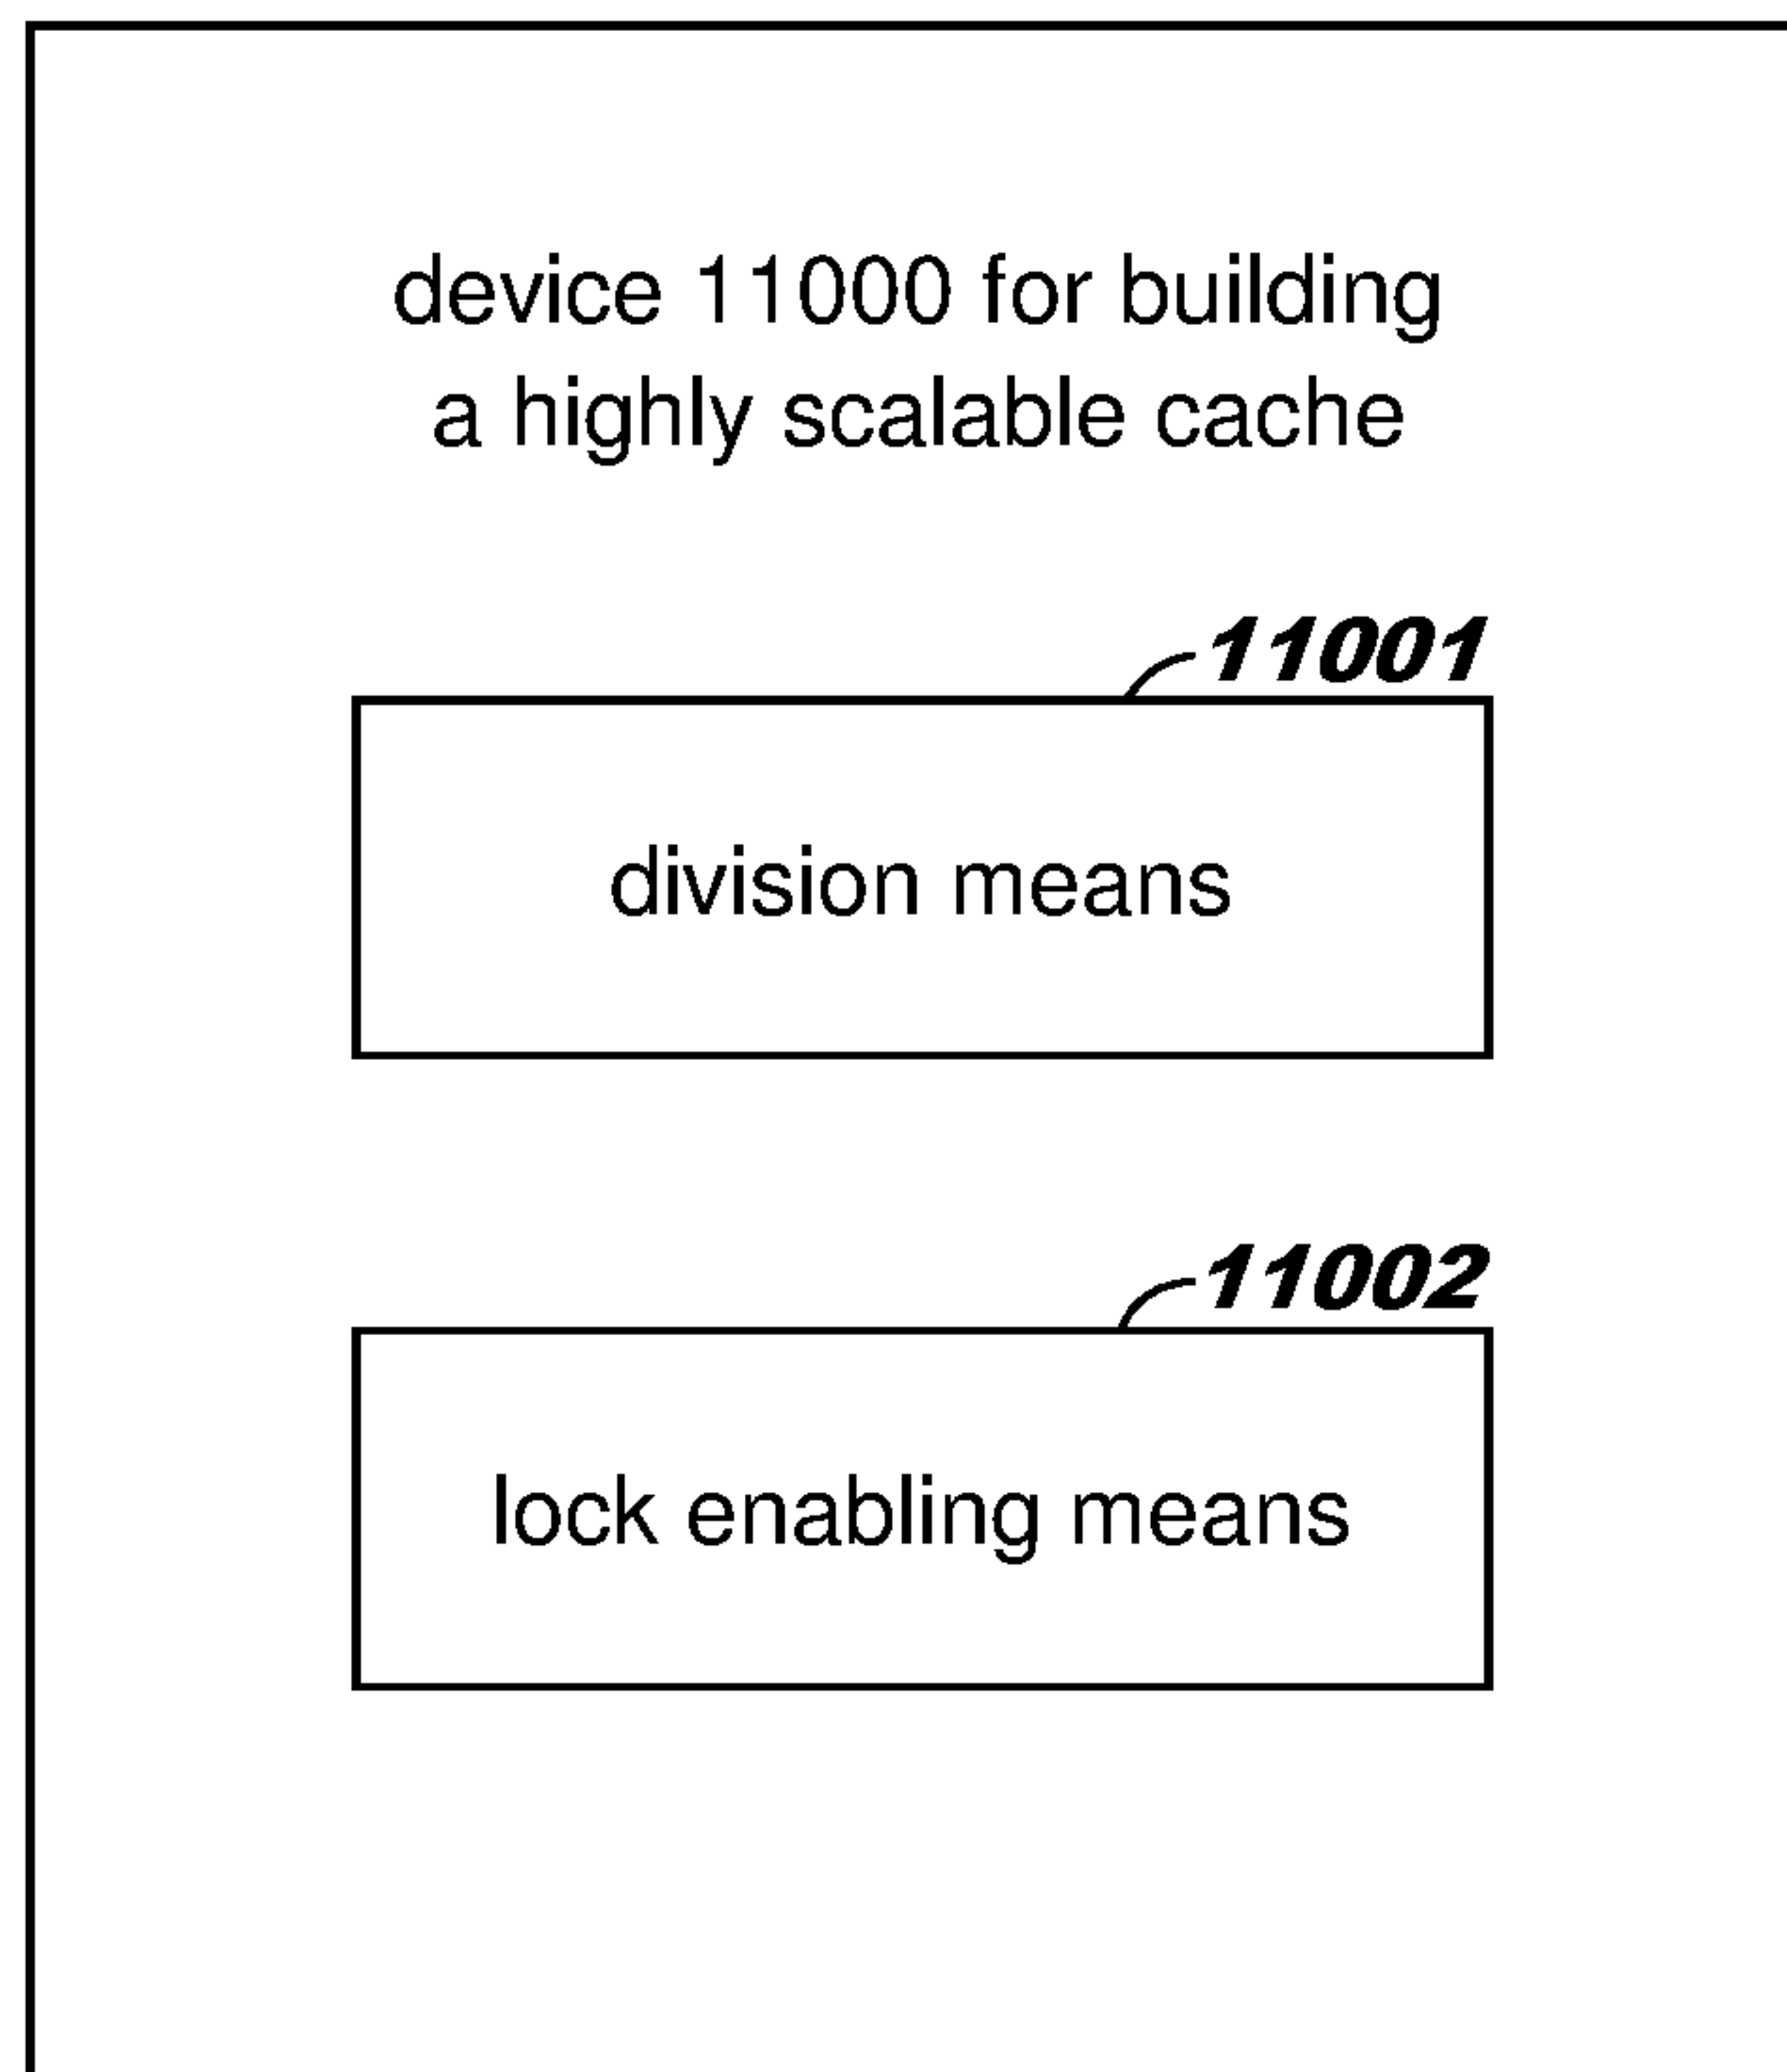 device 11000 for building
a highly scalable cache
11001
division means
11002
lock enabling means